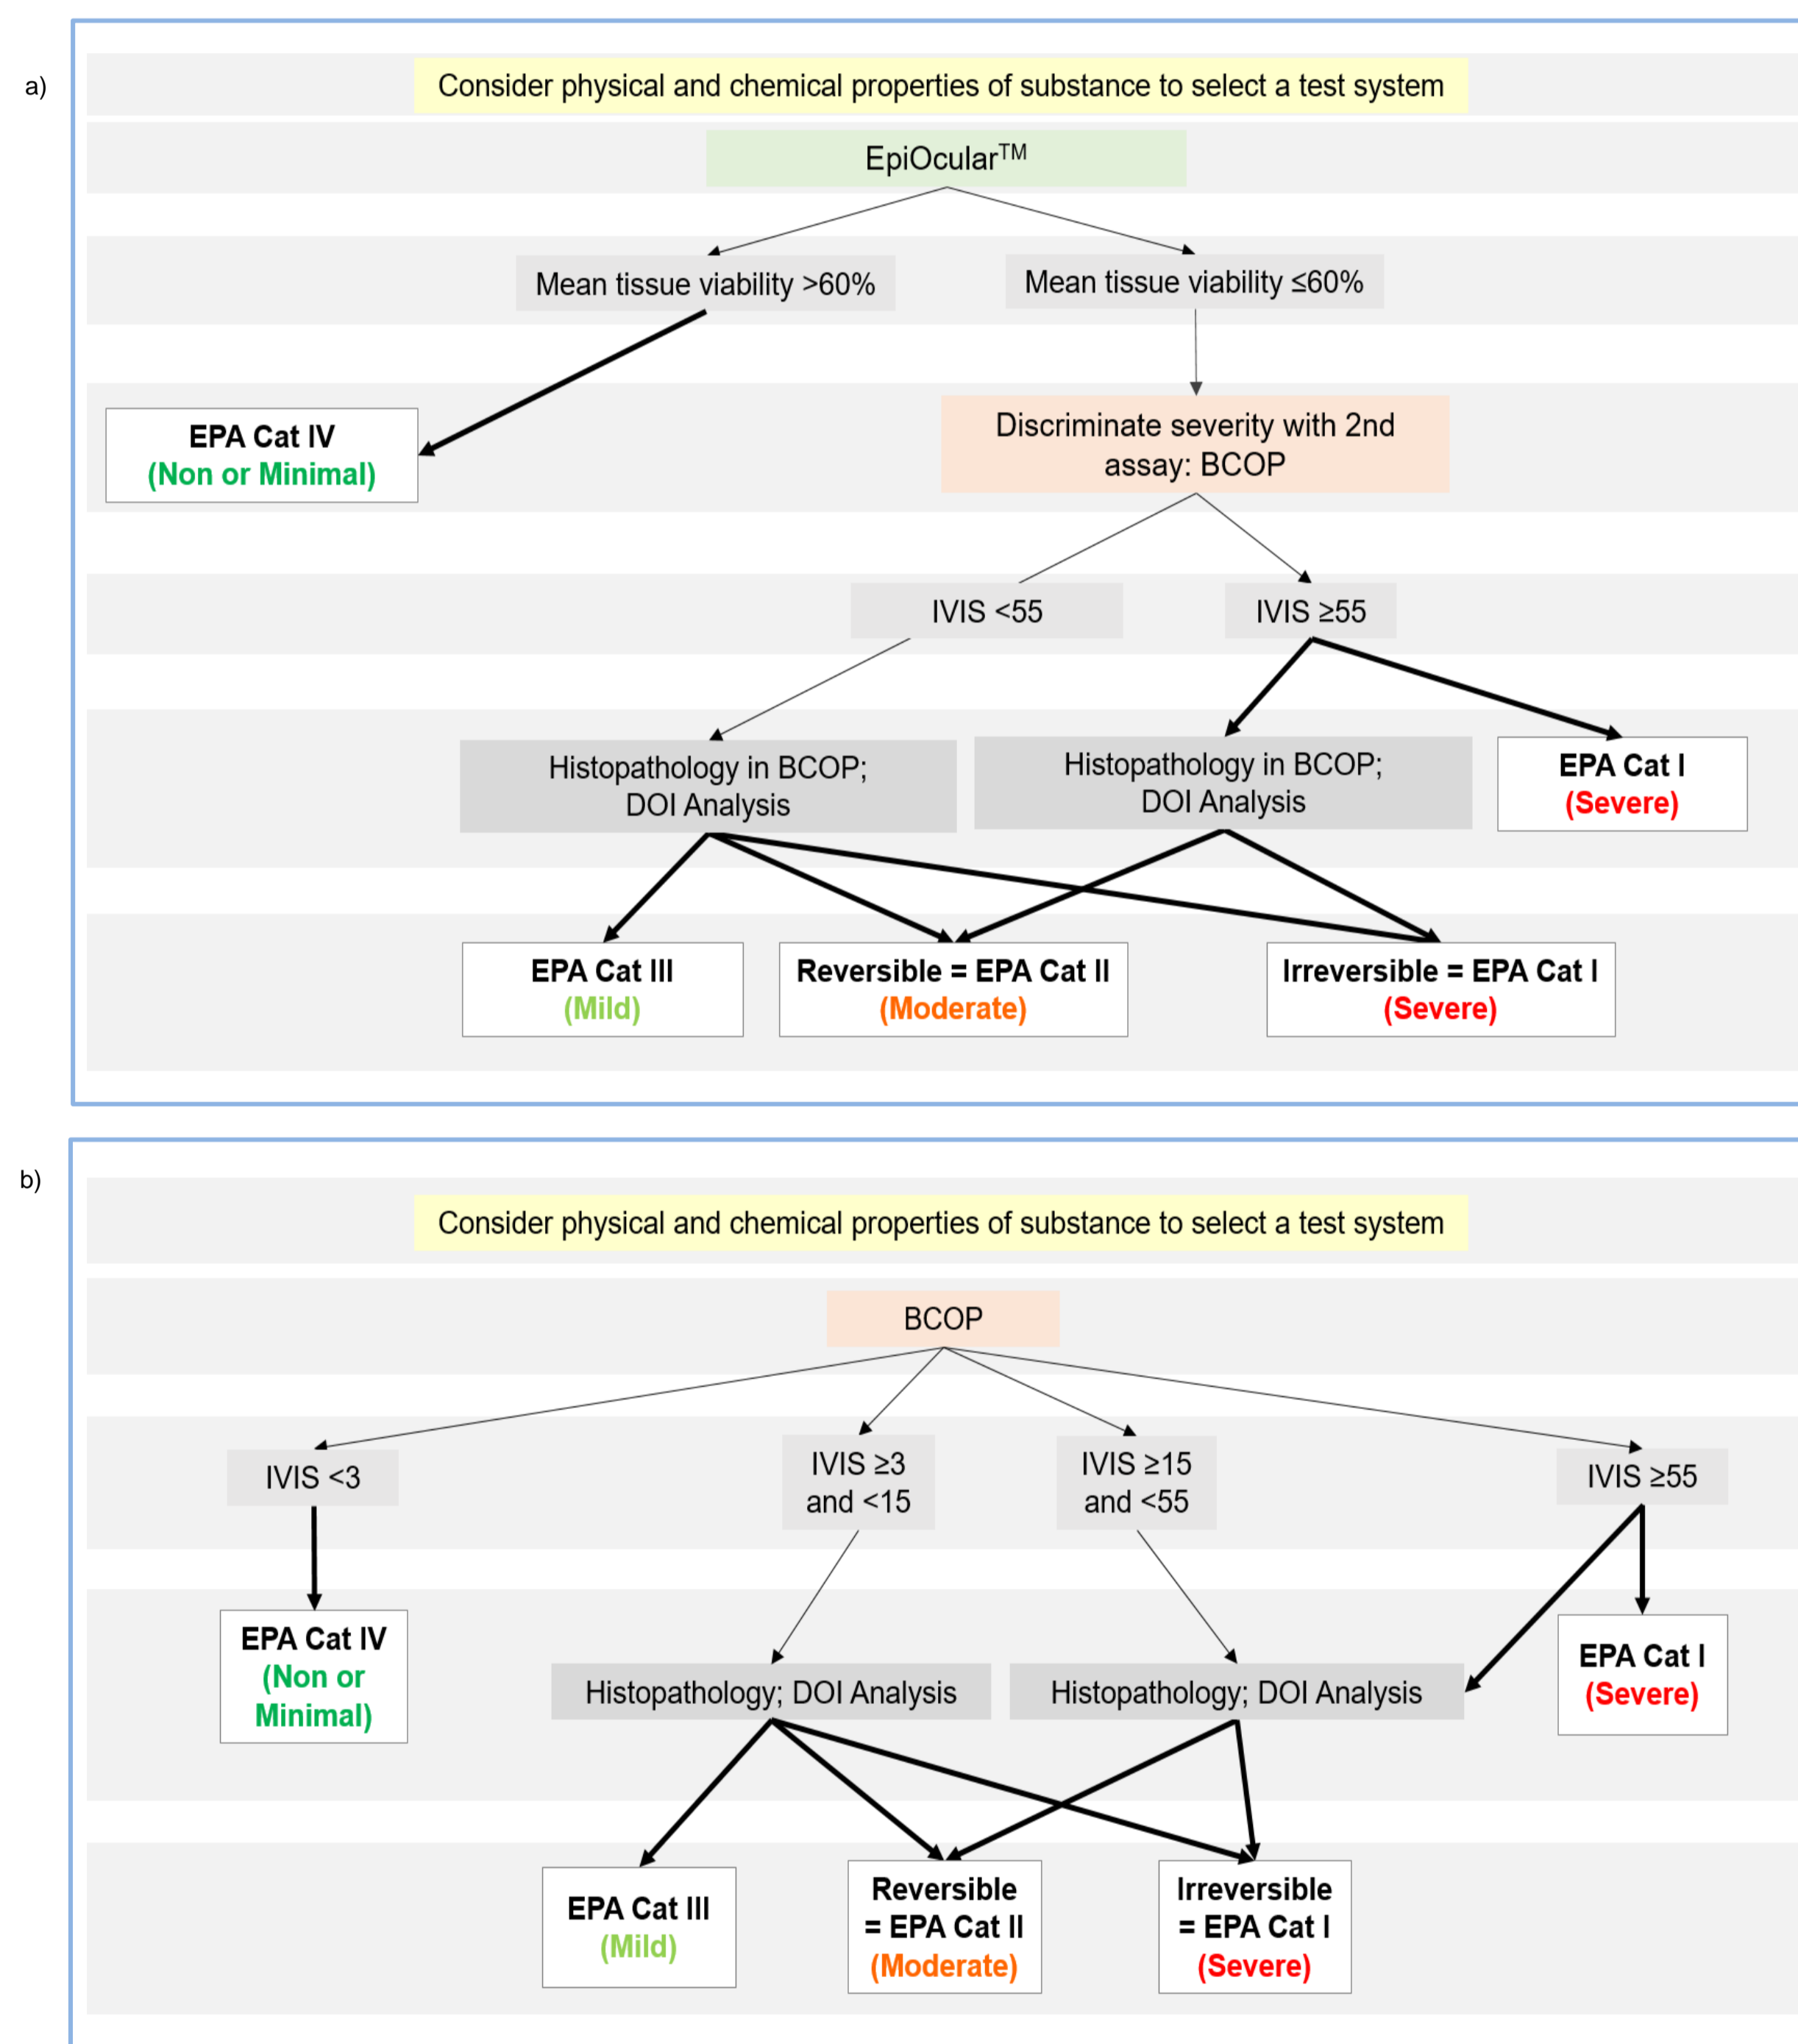 a)
Consider physical and chemical properties of substance to select a test system
EpiOcular™
Mean tissue viability >60%
Mean tissue viability ≤60%
EPA Cat IV
(Non or Minimal)
Discriminate severity with 2nd
assay: BCOP
IVIS <55
IVIS ≥55
Histopathology in BCOP;
DOI Analysis
Histopathology in BCOP;
DOI Analysis
EPA Cat I
(Severe)
EPA Cat III
(Mild)
Reversible = EPA Cat II
(Moderate)
Irreversible = EPA Cat I
(Severe)
b)
Consider physical and chemical properties of substance to select a test system
BCOP
IVIS <3
IVIS ≥3
and <15
IVIS ≥15
and <55
IVIS ≥55
EPA Cat IV
(Non or
Minimal)
Histopathology; DOI Analysis
Histopathology; DOI Analysis
EPA Cat I
(Severe)
EPA Cat III
(Mild)
Reversible
= EPA Cat II
(Moderate)
Irreversible
= EPA Cat I
(Severe)